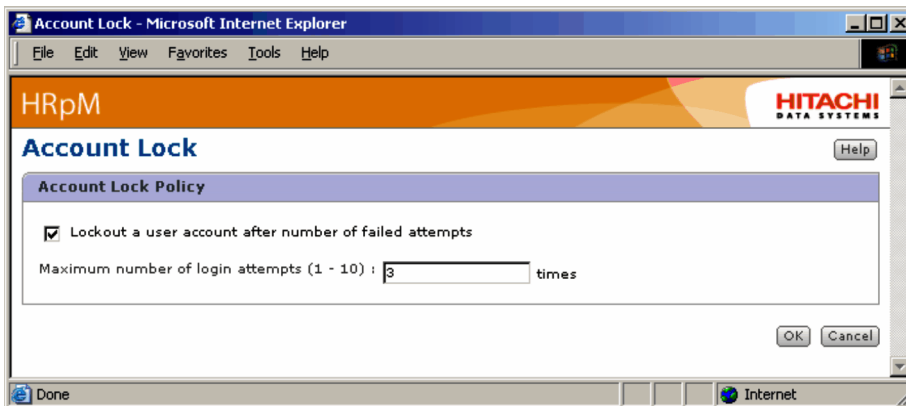 Account Lock - Microsoft Internet Explorer
File Edit View Favorites Tools Help
HRpM
HITACHI
DATA SYSTEMS
Account Lock
Help
Account Lock Policy
Lockout a user account after number of failed attempts
Maximum number of login attempts (1 - 10) : 3 times
OK Cancel
Done Internet